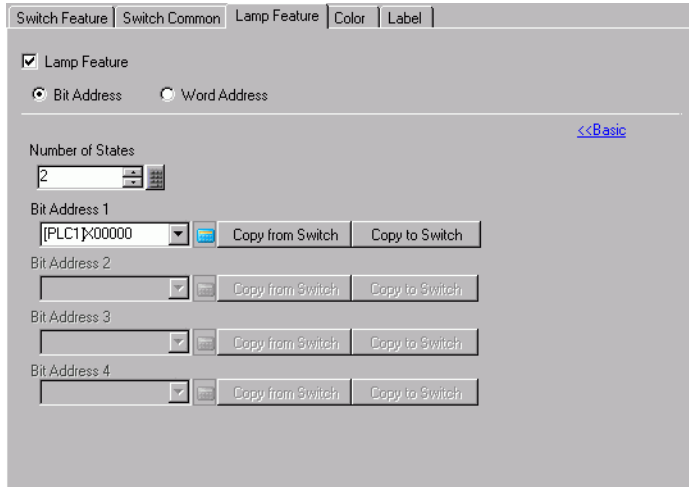 Switch Feature Switch Common Lamp Feature Color Label
Lamp Feature
Bit Address Word Address
<<Basic
Number of States
2
Bit Address 1
[PLC1]X00000 Copy from Switch Copy to Switch
Bit Address 2
Copy from Switch Copy to Switch
Bit Address 3
Copy from Switch Copy to Switch
Bit Address 4
Copy from Switch Copy to Switch